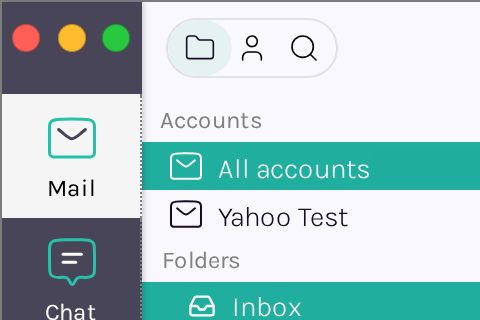 Accounts
All accounts
Mail
Yahoo Test
Folders
Inbox
Chat